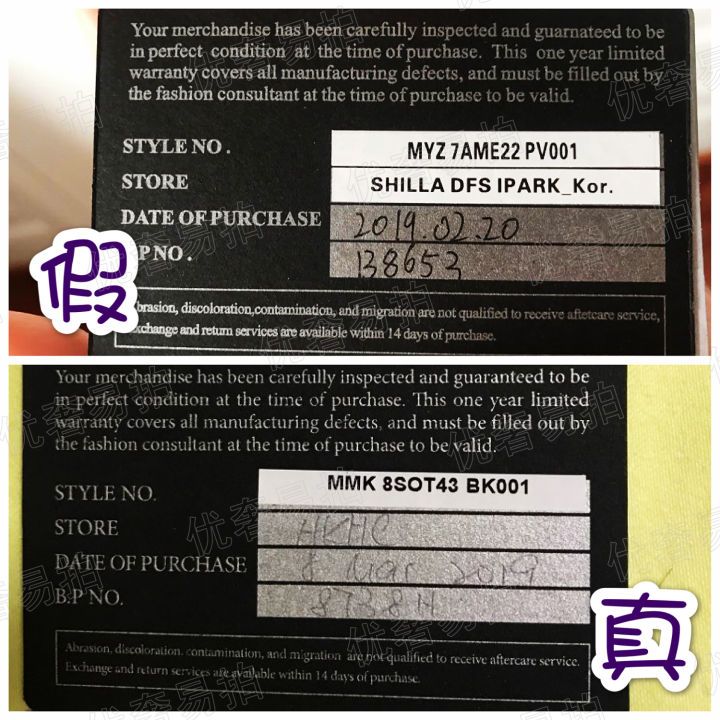 Your merchandise has been carefully inspected and guarnateed to be
in perfect condition at the time of purchase. This one year limited
warranty covers all manufacturing defects, and must be filled out by
the fashion consultant at the time of purchase to be valid.
STYLE NO. MYZ 7AME22 PV001
STORE SHILLA DFS IPARK_Kor.
DATE OF PURCHASE 2019.02.20
P NO. 138653
假
brasion, discoloration,contamination, and migration are not qualified to receive aftetcare service,
xchange and return services are available within 14 days of purchase.
Your merchandise has been carefully inspected and guaranteed to be
in perfect condition at the time of purchase. This one year limited
warranty covers all manufacturing defects, and must be filled out by
the fashion consultant at the time of purchase to be valid.
STYLE NO. MMK 8SOT43 BK001
STORE HKHC
DATE OF PURCHASE Mar 2019
B.P NO.
真
Abrasion, discoloration, contamination, and migration are not qualified to receive aftercare service.
Exchange and return services are available within 14 days of purchase.
优奢易拍